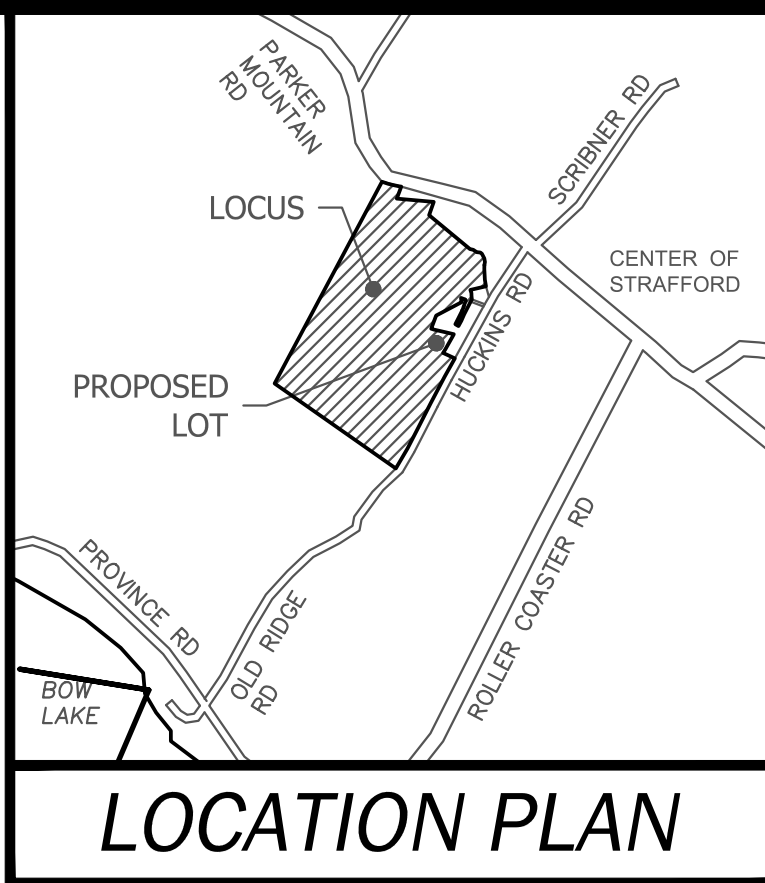 PARKER
MOUNTAIN
RD
SCRIBNER RD
LOCUS
CENTER OF
STRAFFORD
HUCKINS RD
PROPOSED
LOT
PROVINCE RD
OLD RIDGE
RD
ROLLER COASTER RD
BOW
LAKE
LOCATION PLAN